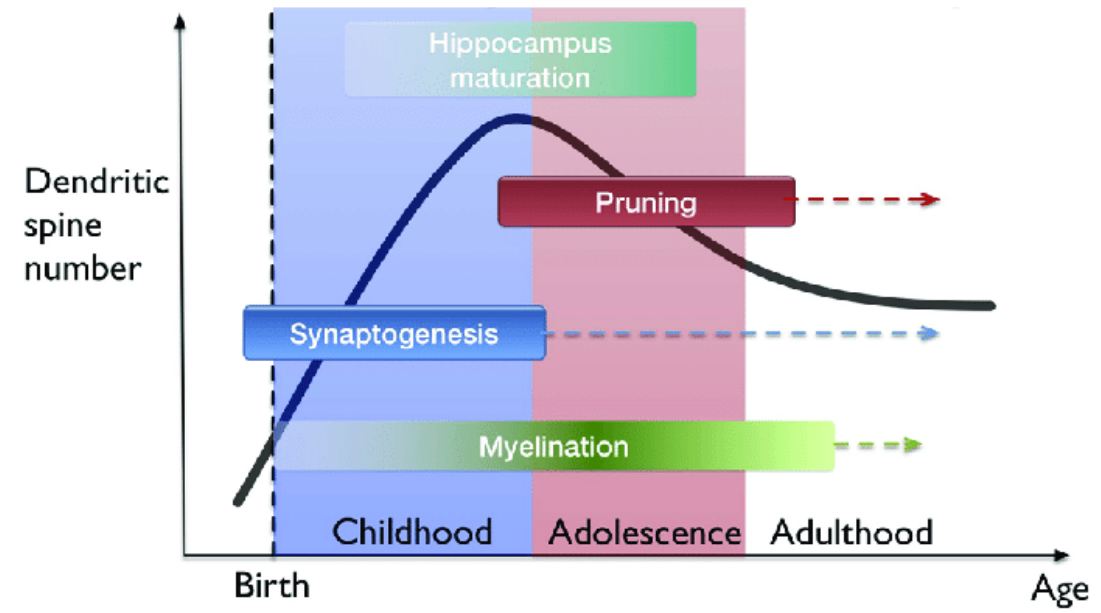 Hippocampus
maturation
Dendritic
spine
number
Pruning
Synaptogenesis
Myelination
Childhood
Adolescence
Adulthood
Birth
Age